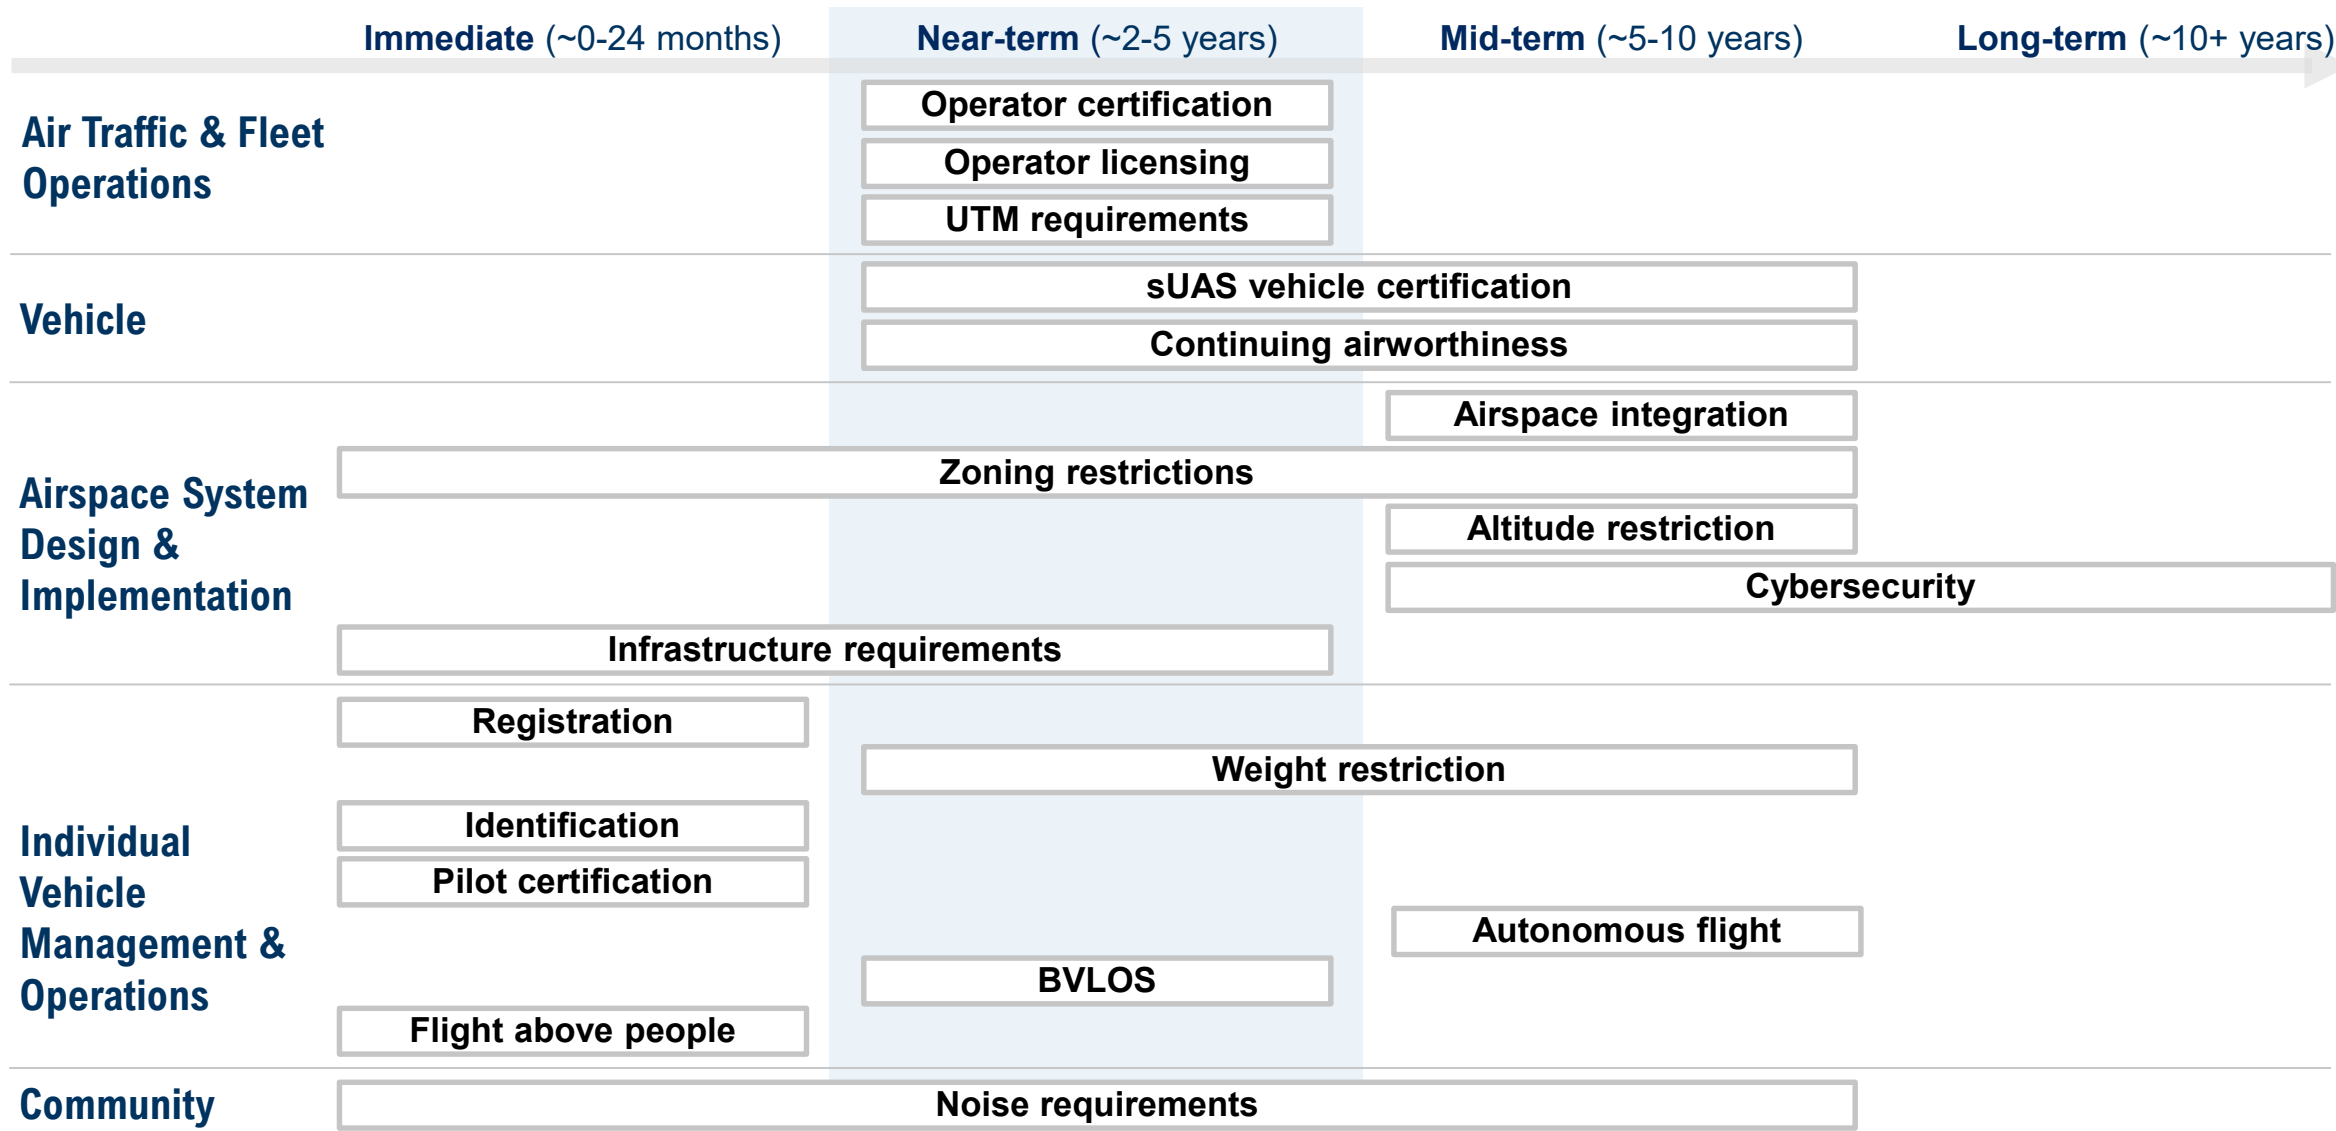 Immediate (~0-24 months) Near-term (~2-5 years) Mid-term (~5-10 years) Long-term (~10+ years)
Air Traffic & Fleet
Operations
Operator certification
Operator licensing
UTM requirements
Vehicle
sUAS vehicle certification
Continuing airworthiness
Airspace System
Design &
Implementation
Airspace integration
Zoning restrictions
Altitude restriction
Cybersecurity
Infrastructure requirements
Individual
Vehicle
Management &
Operations
Registration
Weight restriction
Identification
Pilot certification
Autonomous flight
BVLOS
Flight above people
Community
Noise requirements